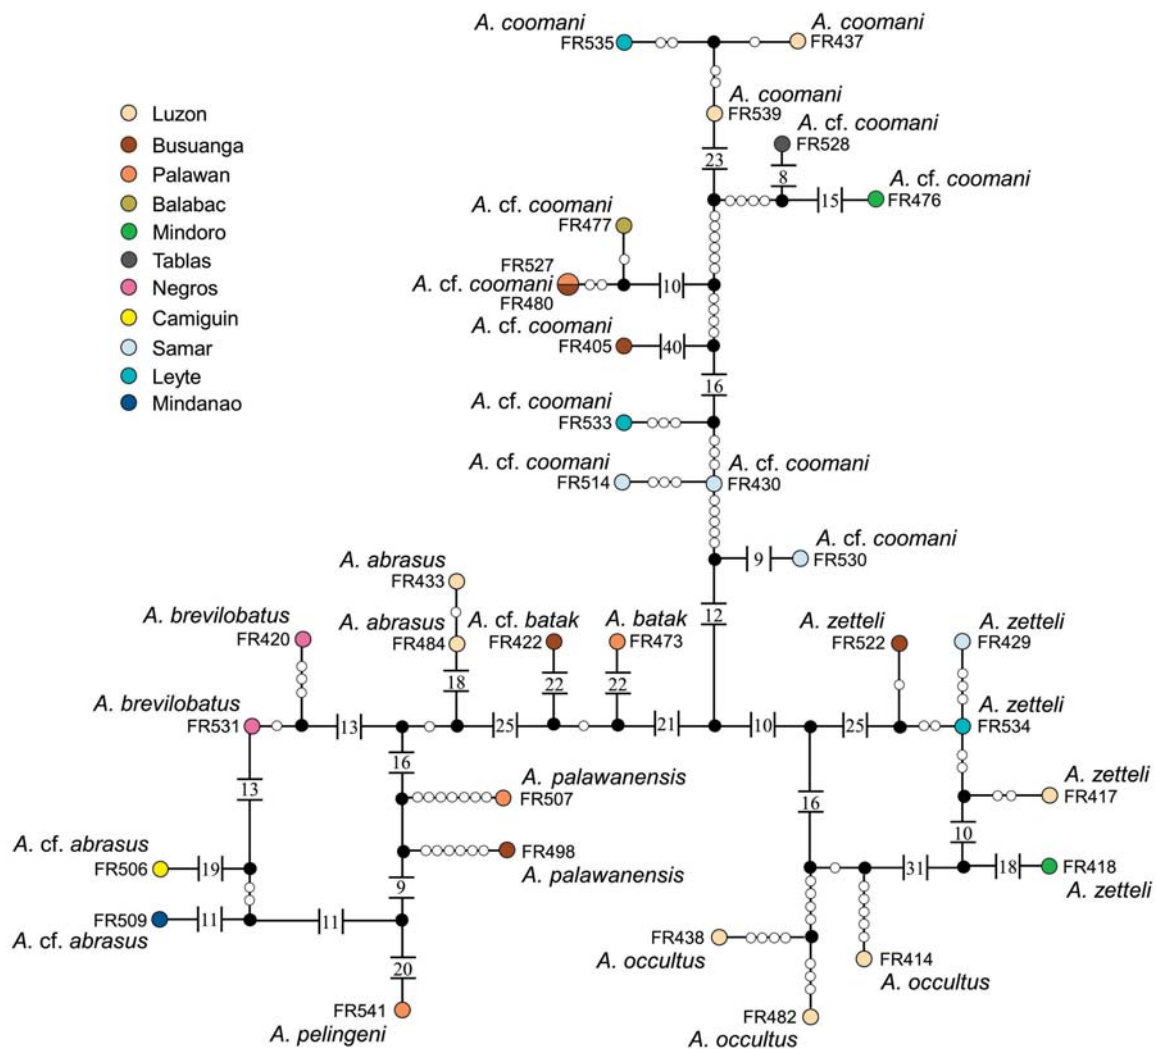 A. coomani
FR535
A. coomani
FR437
A. coomani
FR539
23
A. cf. coomani
FR528
8
A. cf. coomani
FR476
15
Luzon
Busuanga
Palawan
Balabac
Mindoro
Tablas
Negros
Camiguin
Samar
Leyte
Mindanao
A. cf. coomani
FR477
FR527
A. cf. coomani
FR480
10
A. cf. coomani
FR405
40
16
A. cf. coomani
FR533
A. cf. coomani
FR514
A. cf. coomani
FR430
A. cf. coomani
FR530
9
12
A. abrasus
FR433
A. abrasus
FR484
18
A. brevilobatus
FR420
A. cf. batak
FR422
22
A. batak
FR473
22
A. zetteli
FR522
A. zetteli
FR429
A. brevilobatus
FR531
13
25
21
10
25
A. zetteli
FR534
13
16
A. palawanensis
FR507
16
A. zetteli
FR417
10
A. cf. abrasus
FR506
19
FR498
A. palawanensis
9
31
18
FR418
A. zetteli
FR509
A. cf. abrasus
11
11
20
FR541
A. pelingeni
FR438
A. occultus
FR414
A. occultus
FR482
A. occultus